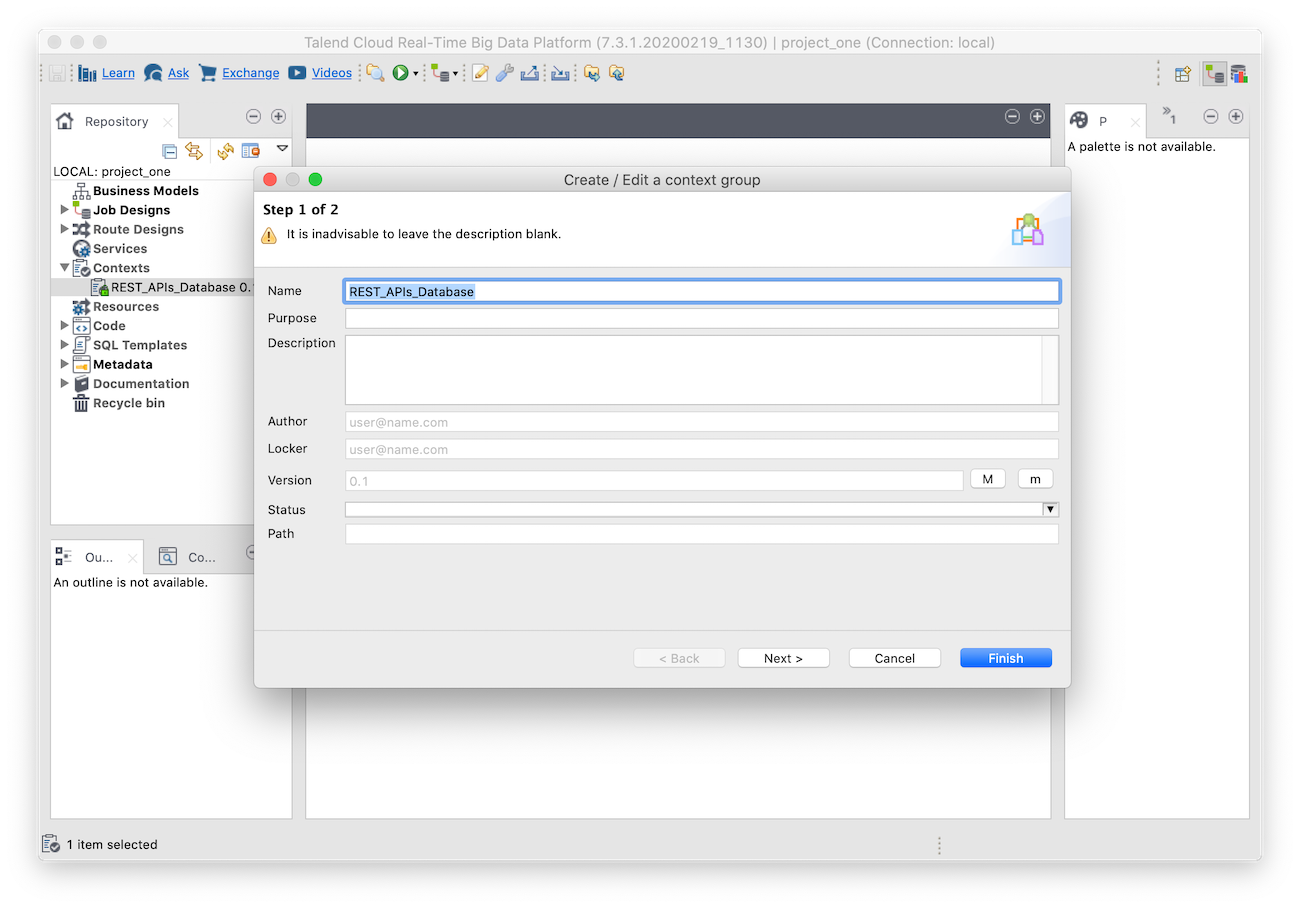 Talend Cloud Real-Time Big Data Platform (7.3.1.20200219_1130) | project_one (Connection: local)
Learn Ask Exchange Videos
Repository
P
»1
A palette is not available.
LOCAL: project_one
Business Models
Job Designs
Route Designs
Services
Contexts
REST_APIs_Database 0.
Resources
Code
SQL Templates
Metadata
Documentation
Recycle bin
Ou... Co...
An outline is not available.
Create / Edit a context group
Step 1 of 2
It is inadvisable to leave the description blank.
Name REST_APIs_Database
Purpose
Description
Author user@name.com
Locker user@name.com
Version 0.1 M m
Status
Path
< Back Next > Cancel Finish
1 item selected